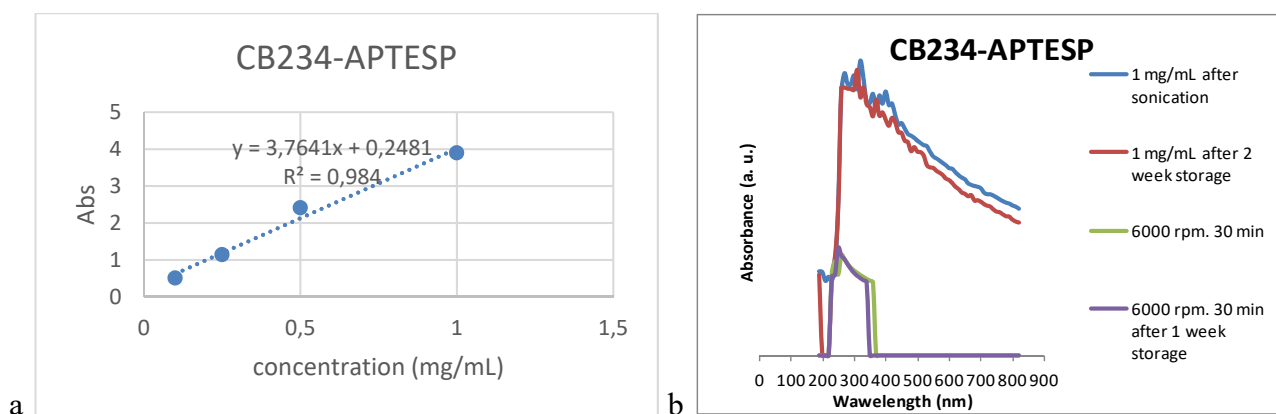 CB234-APTESP
5
4
3
2
1
0
Abs
y = 3,7641x + 0,2481
R² = 0,984
0
0,5
1
1,5
concentration (mg/mL)
a
CB234-APTESP
Absorbance (a. u.)
1 mg/mL after
sonication
1 mg/mL after 2
week storage
6000 rpm. 30 min
6000 rpm. 30 min
after 1 week
storage
0 100 200 300 400 500 600 700 800 900
Wawelength (nm)
b